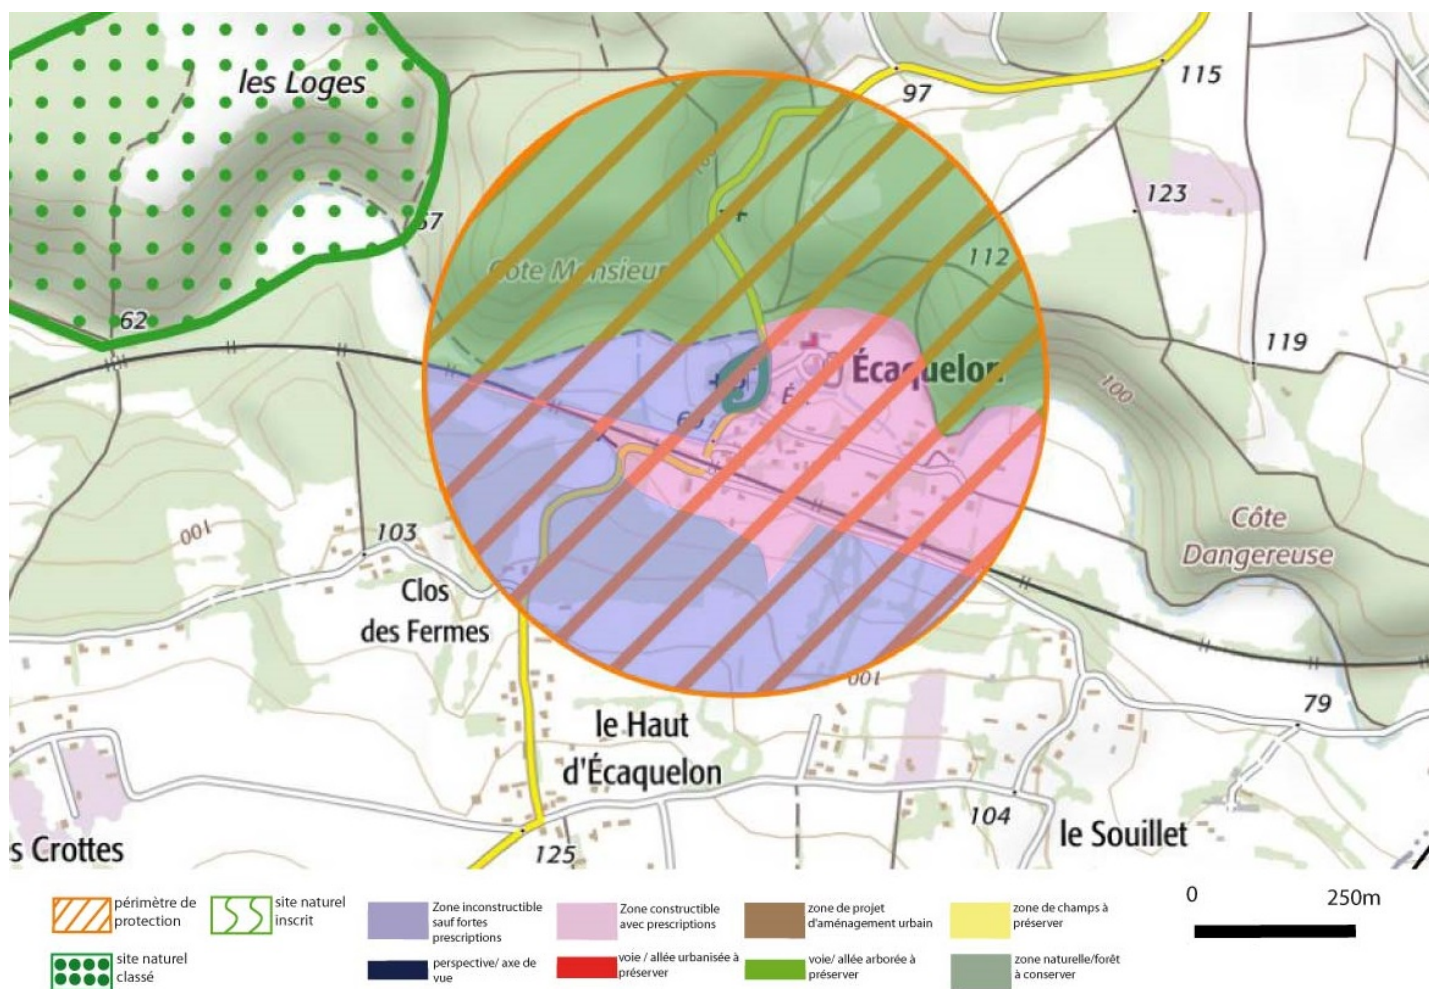 les Loges
97
115
123
57
112
Côte Monsieur
62
119
Écaquelon
É
100
60
103
001
Clos
des Fermes
Côte
Dangereuse
001
79
le Haut
d'Écaquelon
104
le Souillet
s Crottes
125
périmètre de
protection
site naturel
inscrit
Zone inconstructible
sauf fortes
prescriptions
Zone constructible
avec prescriptions
zone de projet
d'aménagement urbain
zone de champs à
préserver
0
250m
site naturel
classé
perspective/ axe de
vue
voie / allée urbanisée à
préserver
voie/ allée arborée à
préserver
zone naturelle/forêt
à conserver